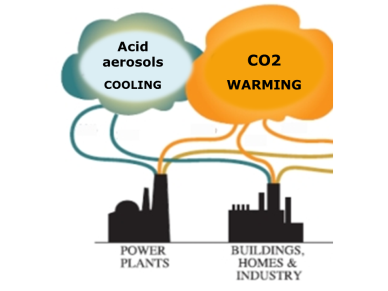 Acid
aerosols
COOLING
CO2
WARMING
POWER
PLANTS
BUILDINGS,
HOMES &
INDUSTRY